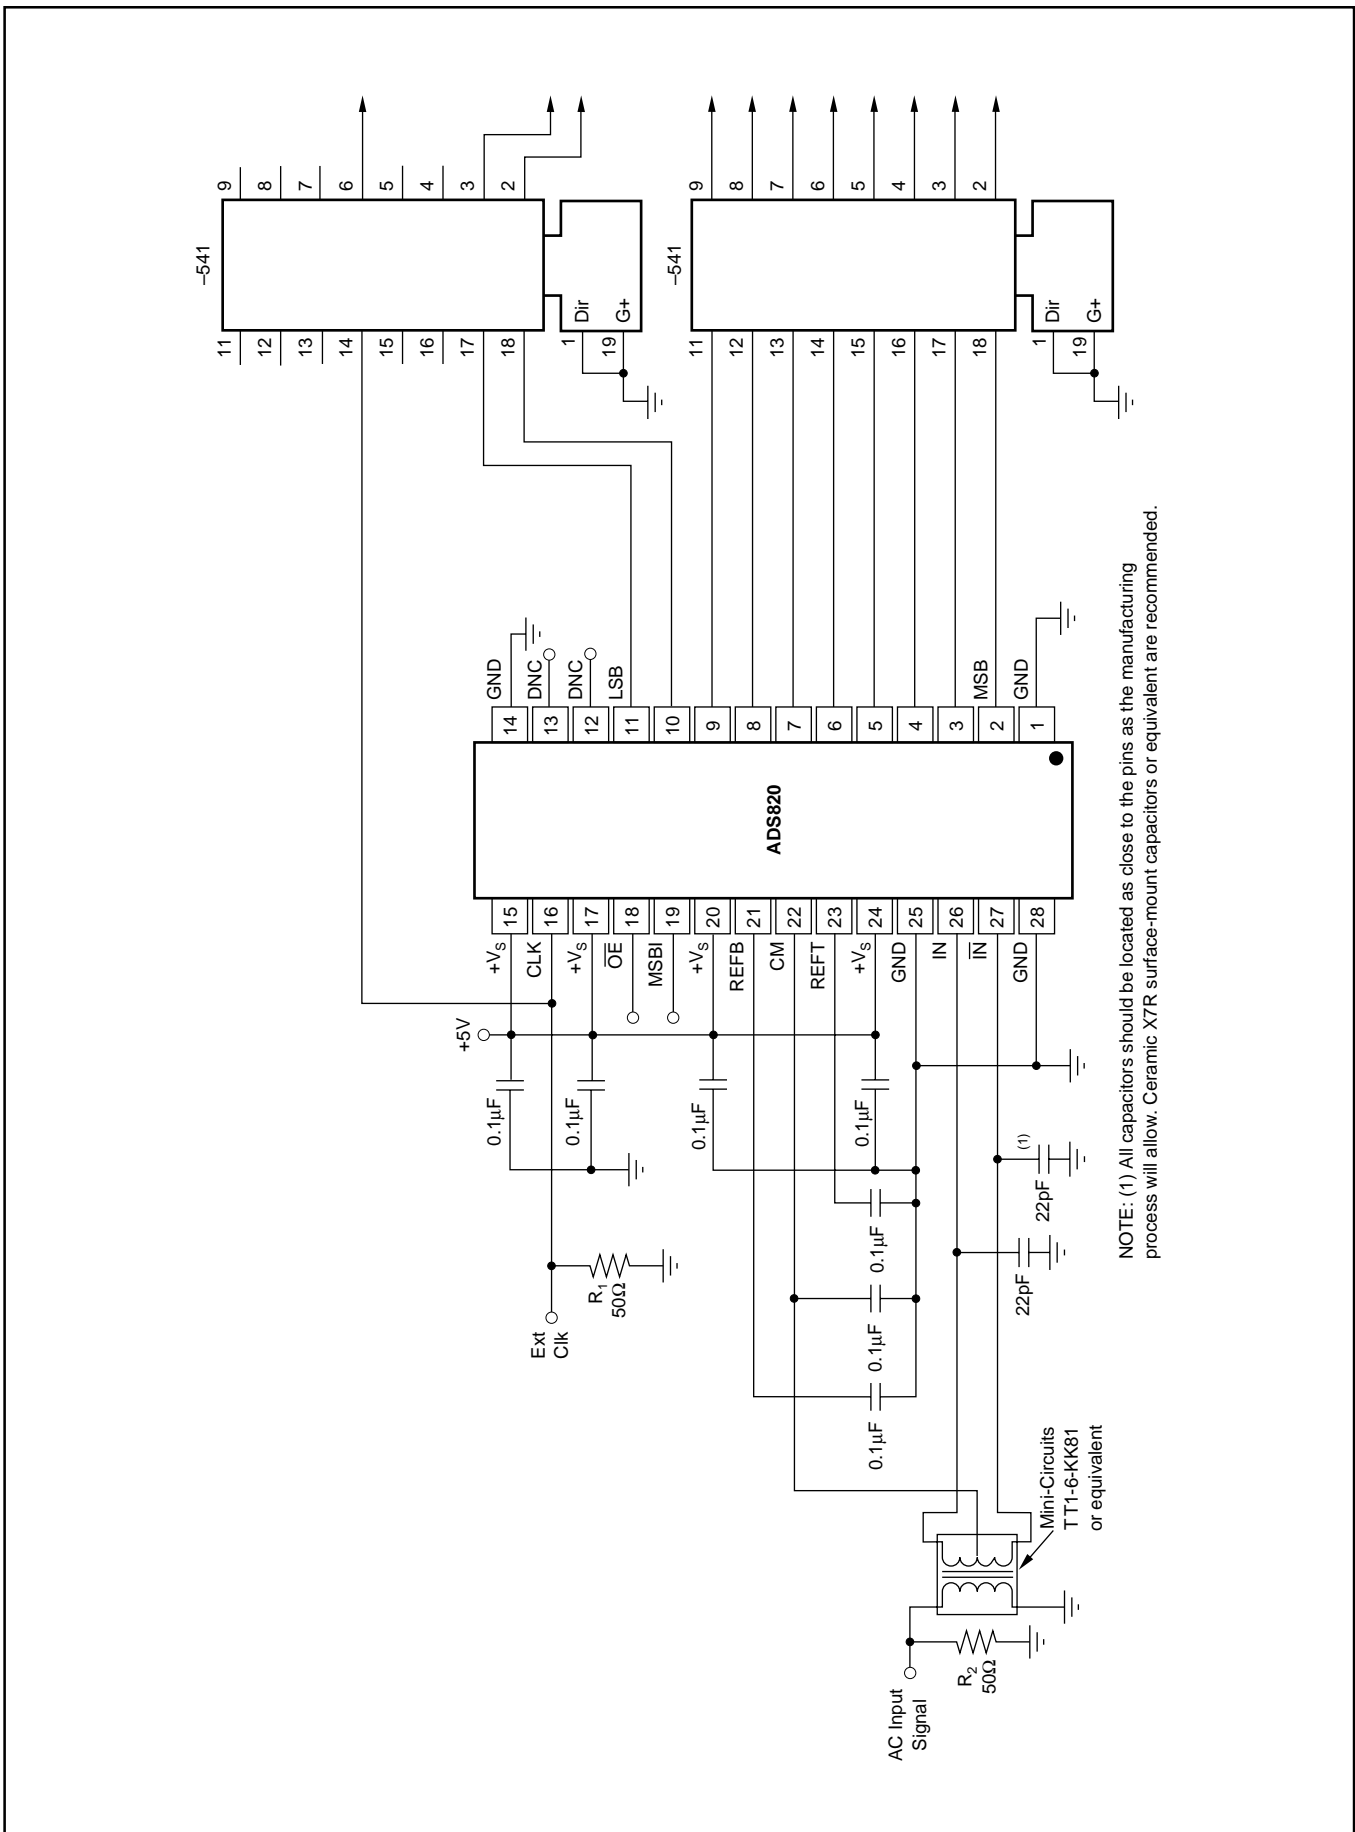 –541
11
12
13
14
15
16
17
18
9
8
7
6
5
4
3
2
1
Dir
19
G+
–541
11
12
13
14
15
16
17
18
9
8
7
6
5
4
3
2
1
Dir
19
G+
GND
DNC
DNC
LSB
MSB
GND
14
13
12
11
10
9
8
7
6
5
4
3
2
1
ADS820
15
16
17
18
19
20
21
22
23
24
25
26
27
28
+VS
CLK
+VS
O̅E̅
MSBI
+VS
REFB
CM
REFT
+VS
GND
IN
I̅N̅
GND
+5V
0.1µF
0.1µF
0.1µF
0.1µF
0.1µF
0.1µF
0.1µF
(1)
22pF
22pF
R1
50Ω
Ext
Clk
Mini-Circuits
TT1-6-KK81
or equivalent
R2
50Ω
AC Input
Signal
NOTE: (1) All capacitors should be located as close to the pins as the manufacturing
process will allow. Ceramic X7R surface-mount capacitors or equivalent are recommended.